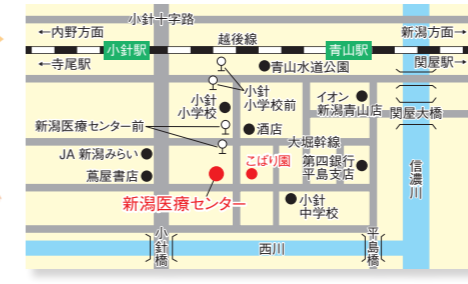 小針十字路
←内野方面
越後線
新潟方面→
小針駅
青山駅
←寺尾駅
関屋駅→
青山水道公園
小針
小学校前
小針
小学校
イオン
新潟青山店
関屋大橋
新潟医療センター前
酒店
大堀幹線
JA 新潟みらい
こばり園
第四銀行
平島支店
信濃川
蔦屋書店
新潟医療センター
小針
中学校
小針橋
西川
平島橋